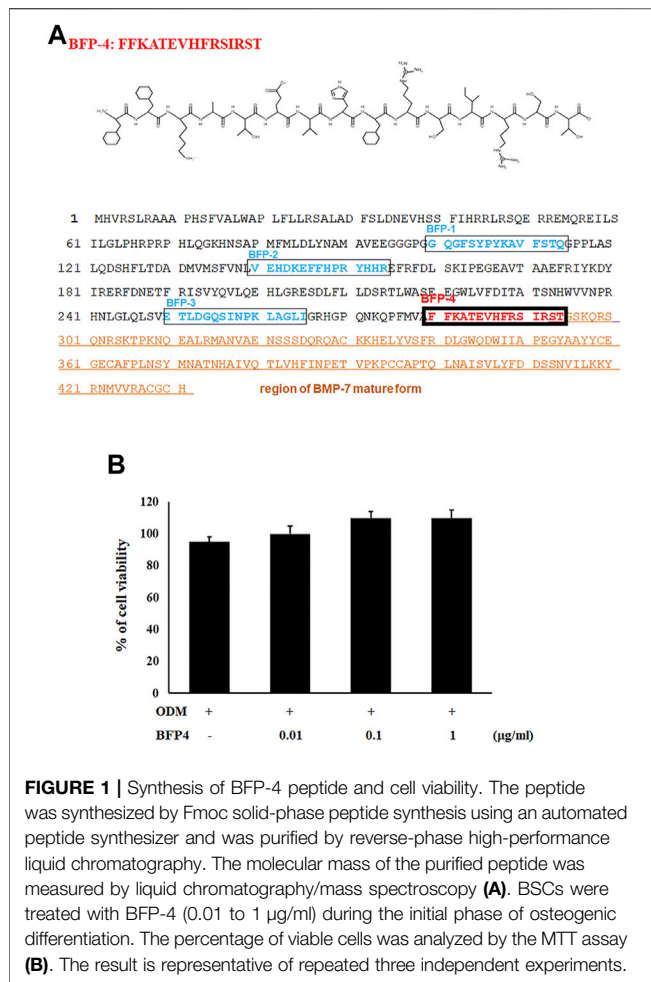 A BFP-4: FFKATEVHFRSIRST
1 MHVRSLRAAA PHSFVALWAP LFLLRSALAD FSLDNEVHSS FIHRRLRSQE RREMQREILS
BFP-1
61 ILGLPHRPRP HLQGKHNSAP MFMLDLYNAM AVEEGGGPGG QGFSYPYKAV FSTQGPPLAS
BFP-2
121 LQDSHFLTDA DMVMSFVNLV EHDKEFFHPR YHHREFRFDL SKIPEGEAVT AAEFRIYKDY
181 IRERFDNETF RISVYQVLQE HLGRESDLFL LDSRTLWASE EGWLVFDITA TSNHWVVNPR
BFP-3 BFP-4
241 HNLGLQLSVE TLDGQSINPK LAGLIGRHGP QNKQPFMVAF FKATEVHFRS IRSTGSKQRS
301 QNRSKTPKNQ EALRMANVAE NSSSDQRQAC KKHELYVSFR DLGWQDWIIA PEGYAAYYCE
361 GECAFPLNSY MNATNHAIVQ TLVHFINPET VPKPCCAPTQ LNAISVLYFD DSSNVILKKY
421 RNMVVRACGC H region of BMP-7 mature form
B
120
100
80
60
40
20
0
% of cell viability
ODM + + + +
BFP4 - 0.01 0.1 1 (μg/ml)
FIGURE 1 | Synthesis of BFP-4 peptide and cell viability. The peptide
was synthesized by Fmoc solid-phase peptide synthesis using an automated
peptide synthesizer and was purified by reverse-phase high-performance
liquid chromatography. The molecular mass of the purified peptide was
measured by liquid chromatography/mass spectroscopy (A). BSCs were
treated with BFP-4 (0.01 to 1 μg/ml) during the initial phase of osteogenic
differentiation. The percentage of viable cells was analyzed by the MTT assay
(B). The result is representative of repeated three independent experiments.